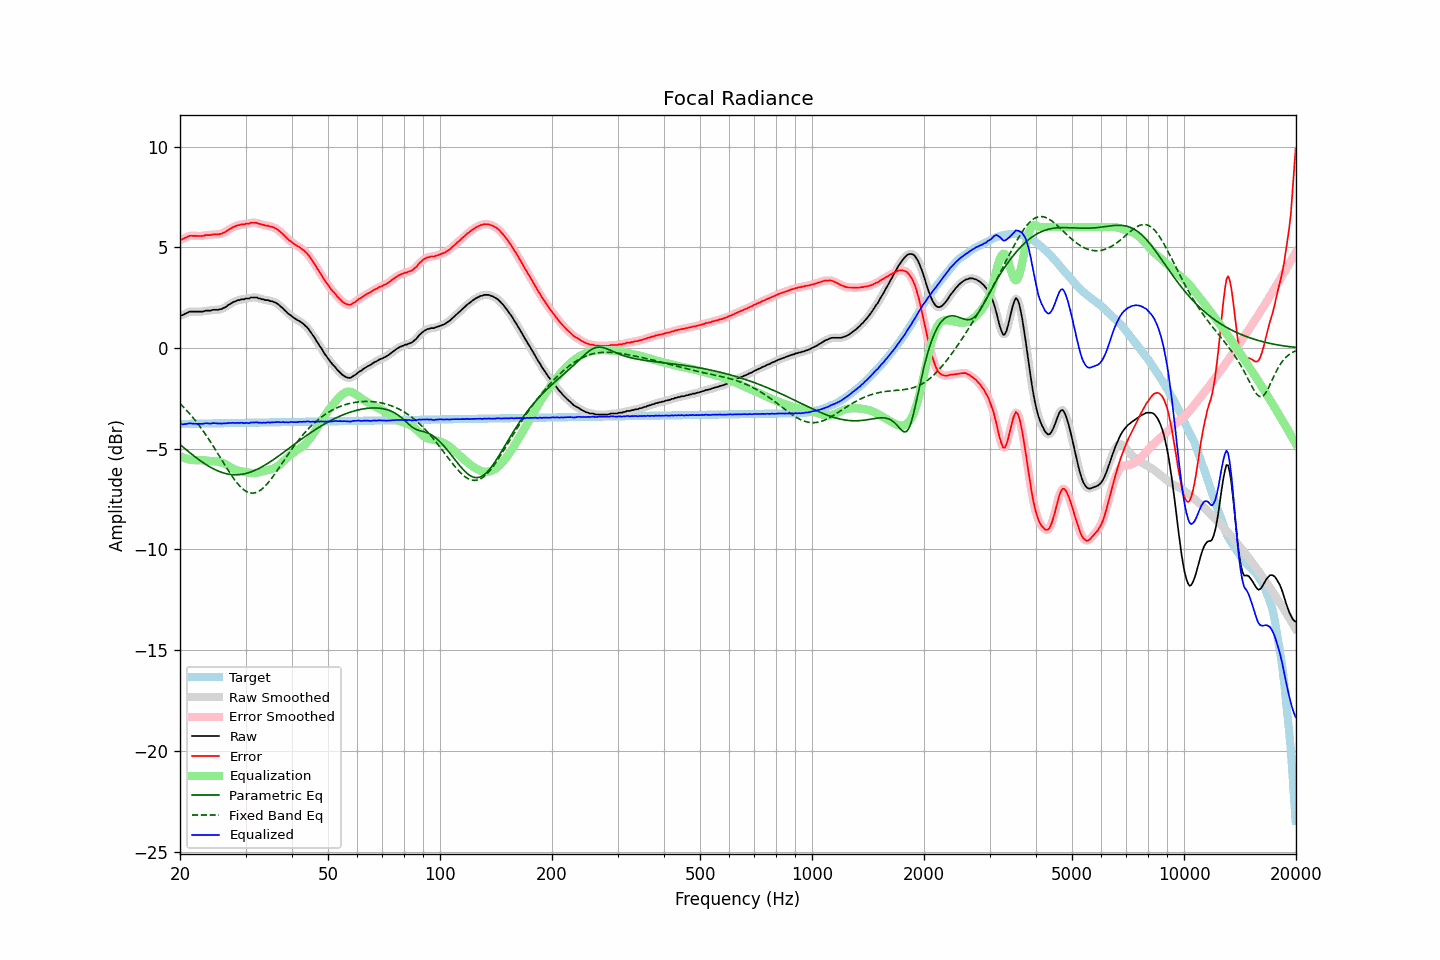 Focal Radiance
Amplitude (dBr)
10
5
0
−5
−10
−15
−20
−25
Target
Raw Smoothed
Error Smoothed
Raw
Error
Equalization
Parametric Eq
Fixed Band Eq
Equalized
20 50 100 200 500 1000 2000 5000 10000 20000
Frequency (Hz)